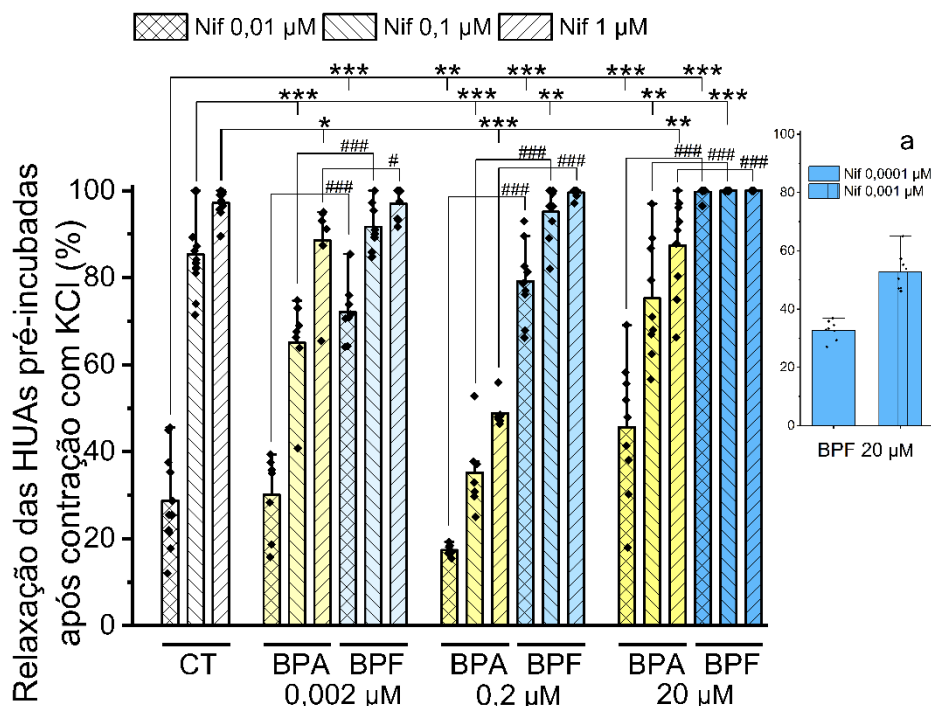 Nif 0,01 µM Nif 0,1 µM Nif 1 µM
*** ** *** *** ***
*** *** ** ** ***
* *** **
### # ###
### ### ###
### ### ###
Relaxação das HUAs pré-incubadas
após contração com KCl (%)
100
80
60
40
20
0
CT BPA BPF BPA BPF BPA BPF
0,002 µM 0,2 µM 20 µM
a
Nif 0,0001 µM
Nif 0,001 µM
100
80
60
40
20
0
BPF 20 µM